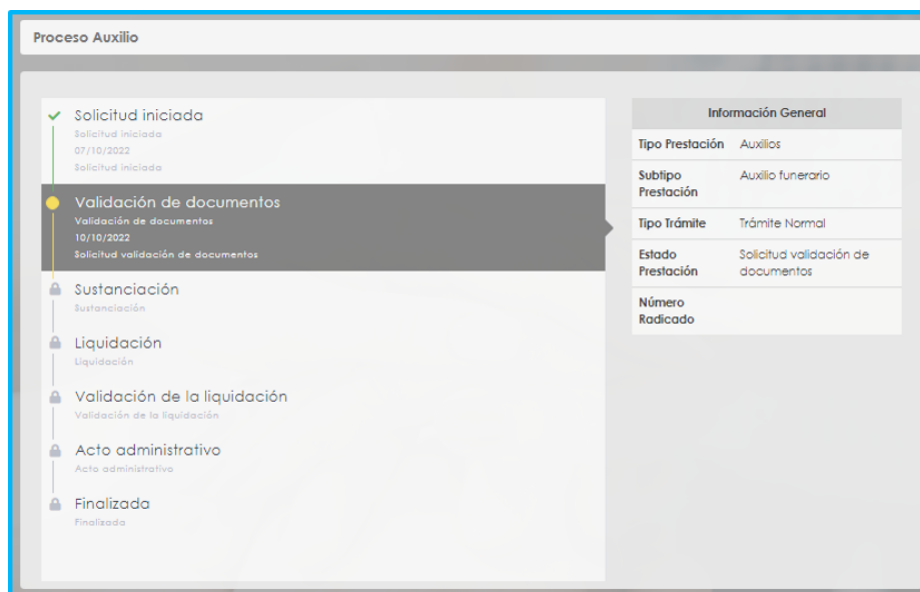 Proceso Auxilio
Solicitud iniciada
Solicitud iniciada
07/10/2022
Solicitud iniciada
Validación de documentos
Validación de documentos
10/10/2022
Solicitud validación de documentos
Sustanciación
Sustanciación
Liquidación
Liquidación
Validación de la liquidación
Validación de la liquidación
Acto administrativo
Acto administrativo
Finalizada
Finalizada
Información General
Tipo Prestación Auxilios
Subtipo Prestación Auxilio funerario
Tipo Trámite Trámite Normal
Estado Prestación Solicitud validación de documentos
Número Radicado